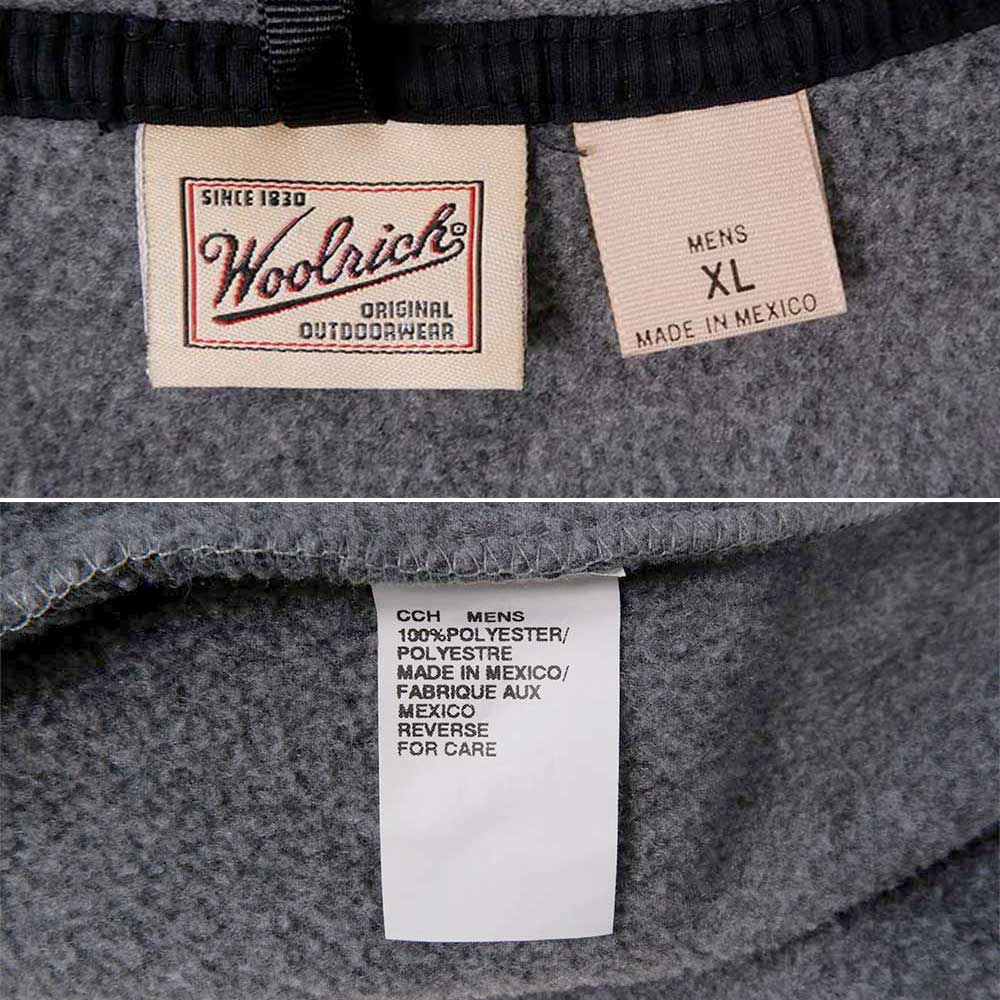 SINCE 1830
Woolrich
ORIGINAL
OUTDOORWEAR
MENS
XL
MADE IN MEXICO
CCH MENS
100%POLYESTER/
POLYESTRE
MADE IN MEXICO/
FABRIQUE AUX
MEXICO
REVERSE
FOR CARE